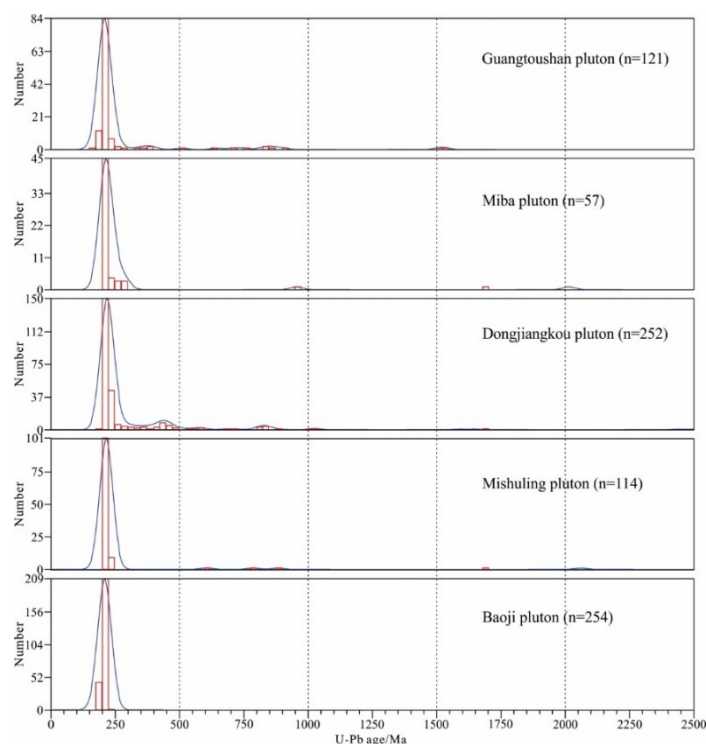 84
63
42
21
0
Number
Guangtoushan pluton (n=121)
45
33
22
11
0
Number
Miba pluton (n=57)
150
112
75
37
0
Number
Dongjiangkou pluton (n=252)
101
75
50
25
0
Number
Mishuling pluton (n=114)
209
156
104
52
0
Number
Baoji pluton (n=254)
0 250 500 750 1000 1250 1500 1750 2000 2250 2500
U-Pb age/Ma